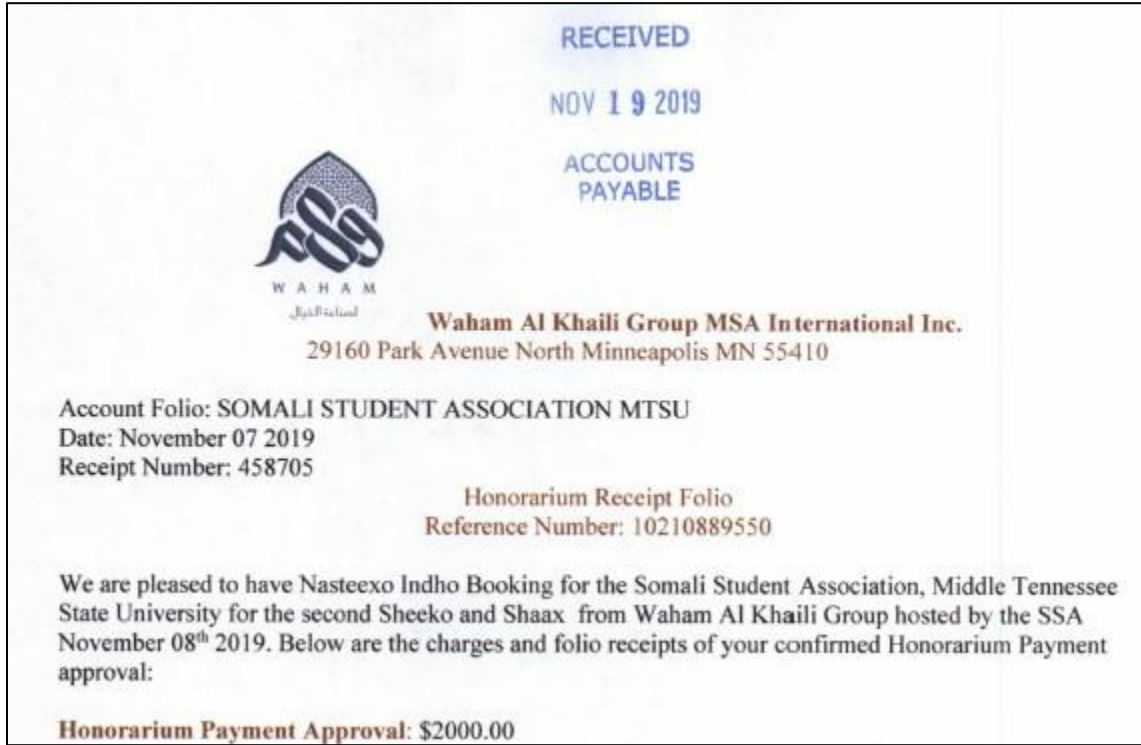 RECEIVED
NOV 19 2019
ACCOUNTS
PAYABLE
وهم
WAHAM
لصناعة الخيال
Waham Al Khaili Group MSA International Inc.
29160 Park Avenue North Minneapolis MN 55410
Account Folio: SOMALI STUDENT ASSOCIATION MTSU
Date: November 07 2019
Receipt Number: 458705
Honorarium Receipt Folio
Reference Number: 10210889550
We are pleased to have Nasteexo Indho Booking for the Somali Student Association, Middle Tennessee
State University for the second Sheeko and Shaax from Waham Al Khaili Group hosted by the SSA
November 08th 2019. Below are the charges and folio receipts of your confirmed Honorarium Payment
approval:
Honorarium Payment Approval: $2000.00